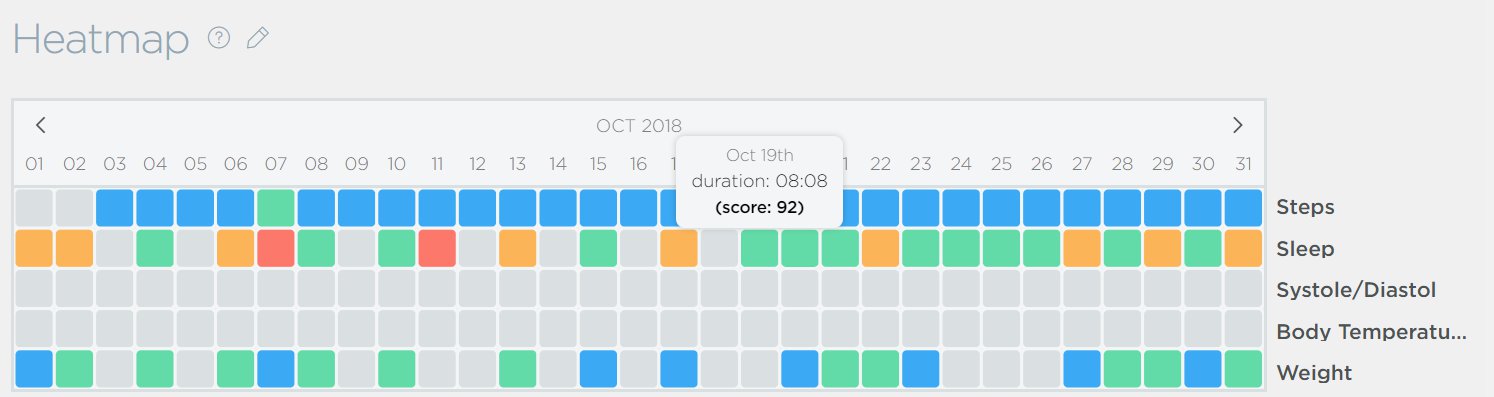 Heatmap ?
OCT 2018
01 02 03 04 05 06 07 08 09 10 11 12 13 14 15 16 22 23 24 25 26 27 28 29 30 31
Oct 19th
duration: 08:08
(score: 92)
Steps
Sleep
Systole/Diastol
Body Temperatu...
Weight